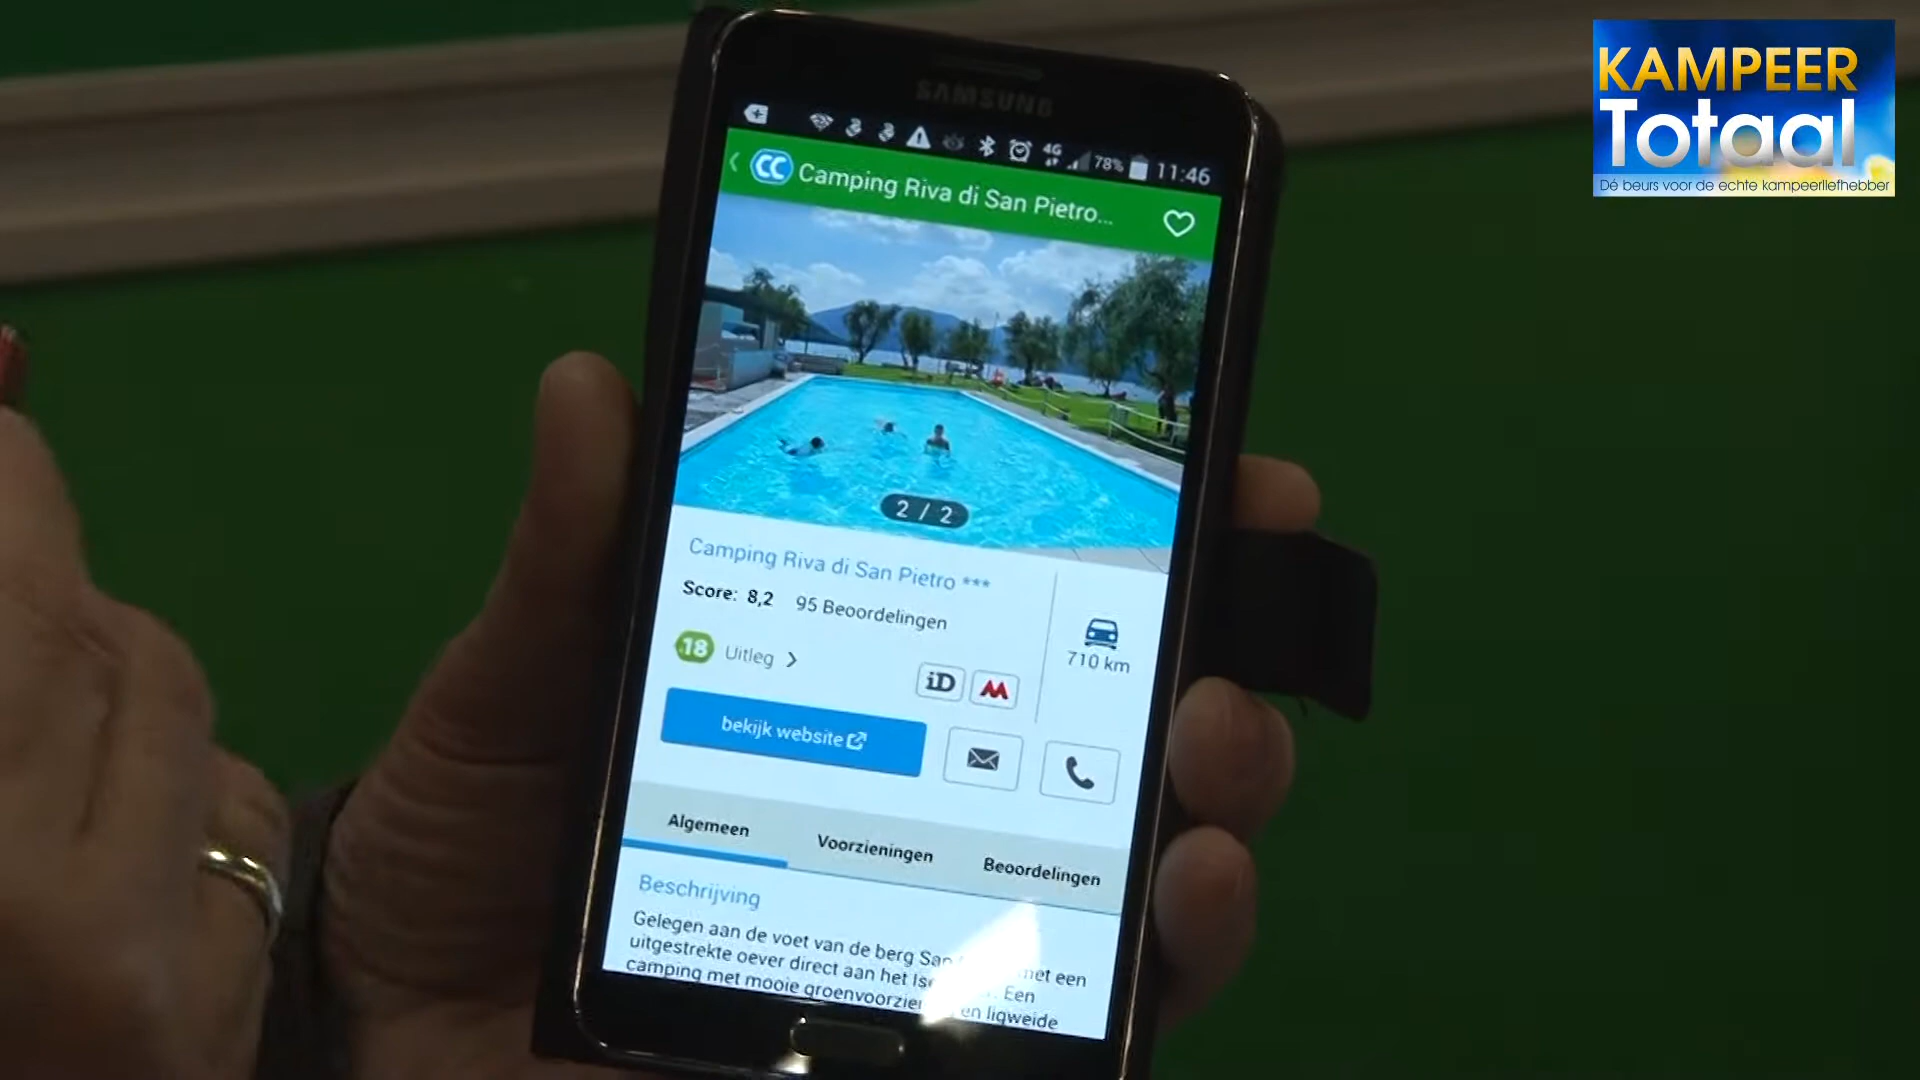 KAMPEER
Totaal
Dé beurs voor de echte kampeerliefhebber
SAMSUNG
4G 78% 11:46
CC Camping Riva di San Pietro...
2 / 2
Camping Riva di San Pietro ***
Score: 8,2 95 Beoordelingen
710 km
18 Uitleg
iD
bekijk website
Algemeen Voorzieningen Beoordelingen
Beschrijving
Gelegen aan de voet van de berg San met een
uitgestrekte oever direct aan het Een
camping met mooie en ligweide